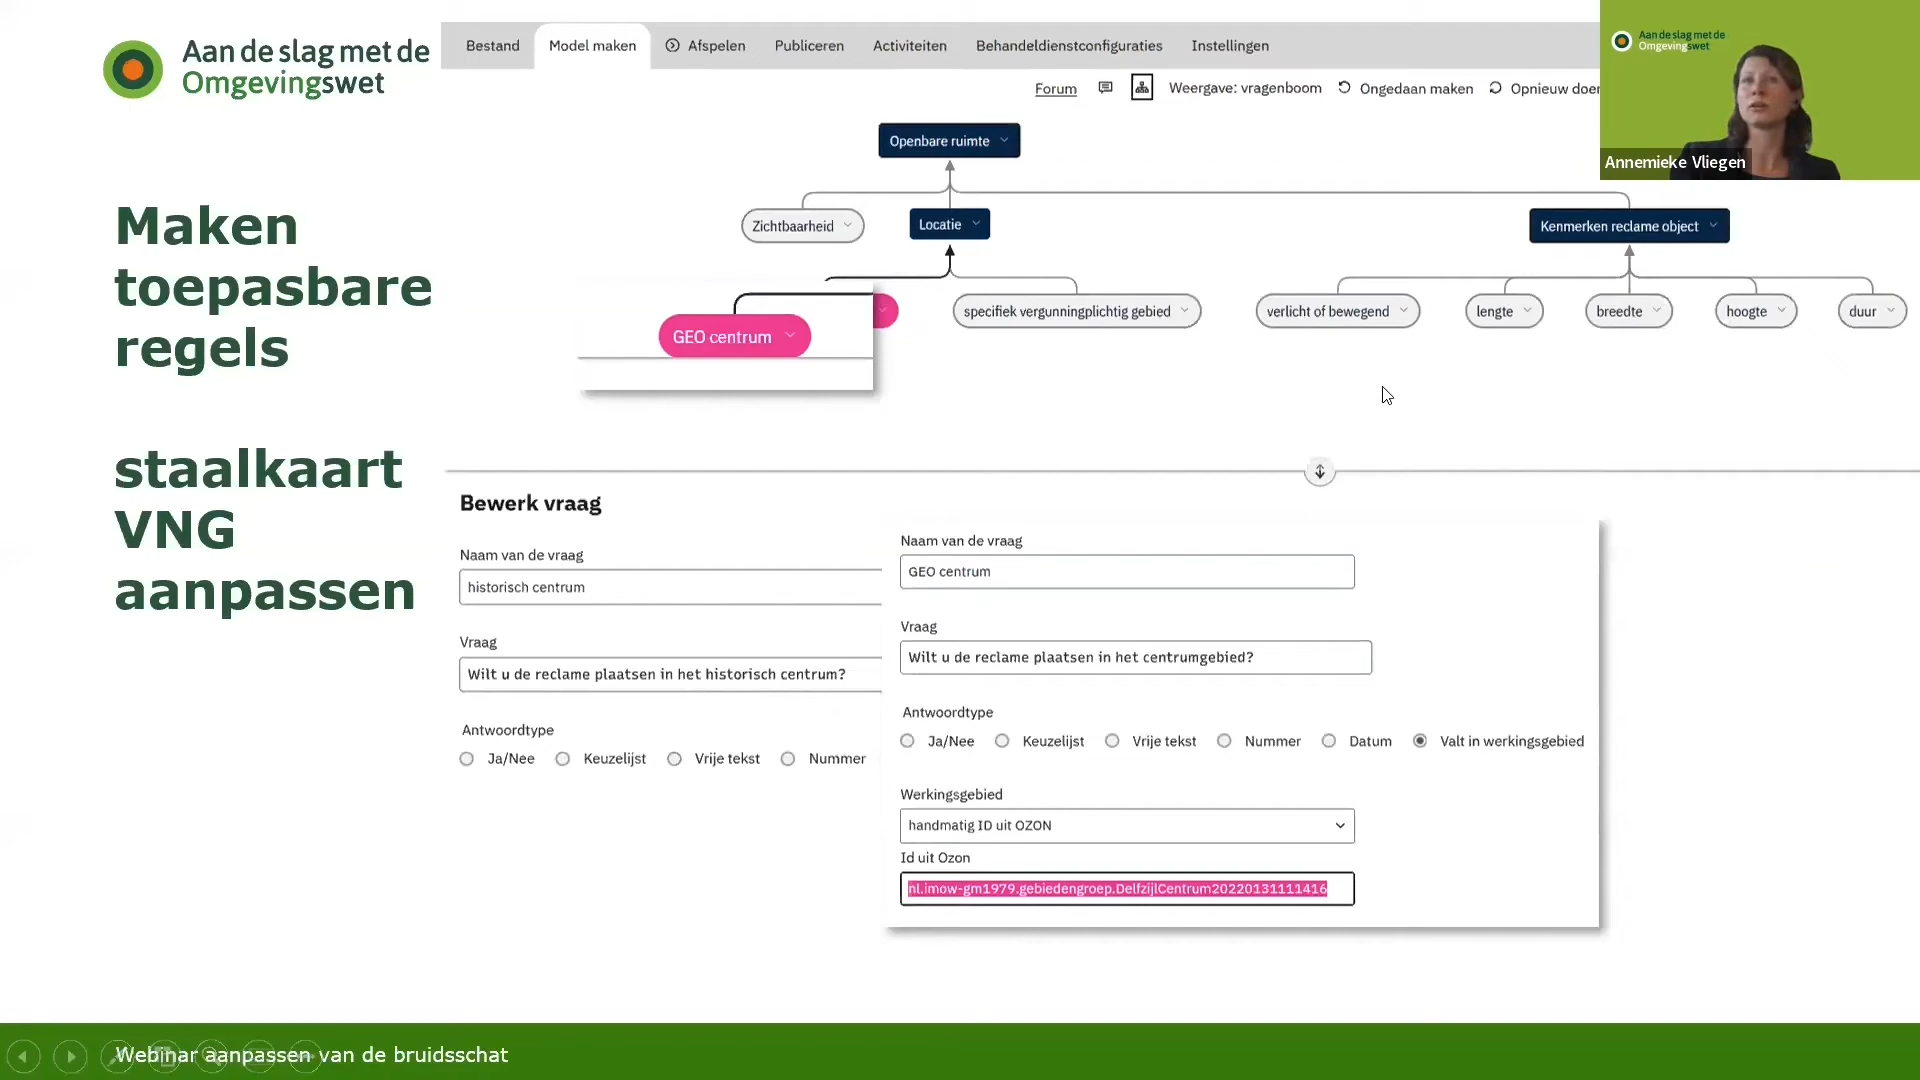 Aan de slag met de
Omgevingswet
Bestand
Model maken
Afspelen
Publiceren
Activiteiten
Behandeldienstconfiguraties
Instellingen
Forum
Weergave: vragenboom
Ongedaan maken
Opnieuw doen
Aan de slag met de
Omgevingswet
Annemieke Vliegen
Maken
toepasbare
regels
staalkaart
VNG
aanpassen
Openbare ruimte
Zichtbaarheid
Locatie
Kenmerken reclame object
GEO centrum
specifiek vergunningplichtig gebied
verlicht of bewegend
lengte
breedte
hoogte
duur
Bewerk vraag
Naam van de vraag
historisch centrum
Vraag
Wilt u de reclame plaatsen in het historisch centrum?
Antwoordtype
Ja/Nee
Keuzelijst
Vrije tekst
Nummer
Naam van de vraag
GEO centrum
Vraag
Wilt u de reclame plaatsen in het centrumgebied?
Antwoordtype
Ja/Nee
Keuzelijst
Vrije tekst
Nummer
Datum
Valt in werkingsgebied
Werkingsgebied
handmatig ID uit OZON
Id uit Ozon
nl.imow-gm1979.gebiedengroep.DelfzijlCentrum20220131111416
Webinar aanpassen van de bruidsschat